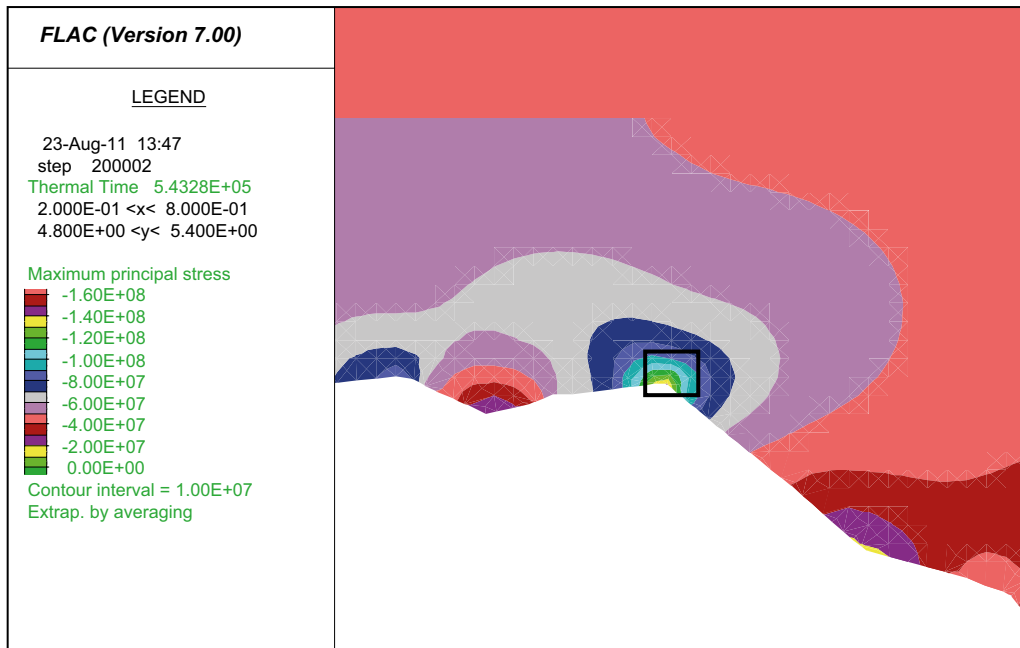 FLAC (Version 7.00)
LEGEND
23-Aug-11 13:47
step 200002
Thermal Time 5.4328E+05
2.000E-01 <x< 8.000E-01
4.800E+00 <y< 5.400E+00
Maximum principal stress
-1.60E+08
-1.40E+08
-1.20E+08
-1.00E+08
-8.00E+07
-6.00E+07
-4.00E+07
-2.00E+07
0.00E+00
Contour interval = 1.00E+07
Extrap. by averaging